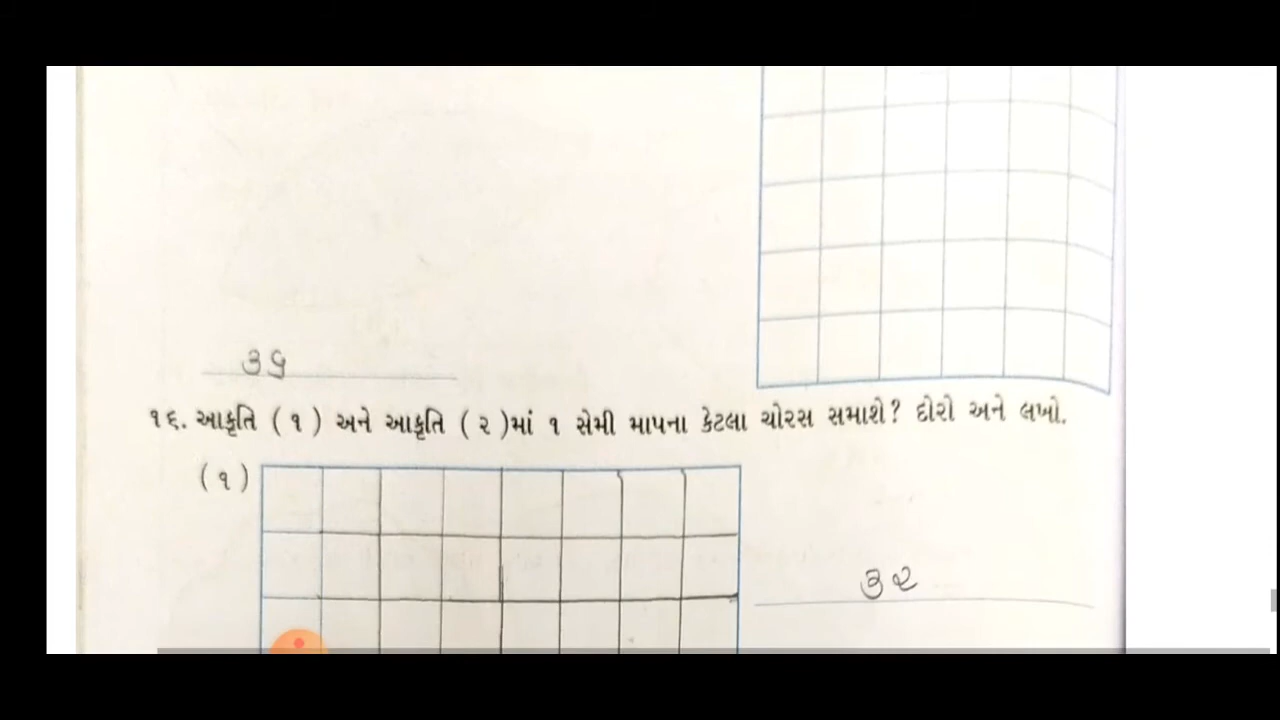 ૩૬
૧૬. આકૃતિ ( ૧ ) અને આકૃતિ ( ૨ )માં ૧ સેમી માપના કેટલા ચોરસ સમાશે? દોરો અને લખો.
( ૧ )
૩૨